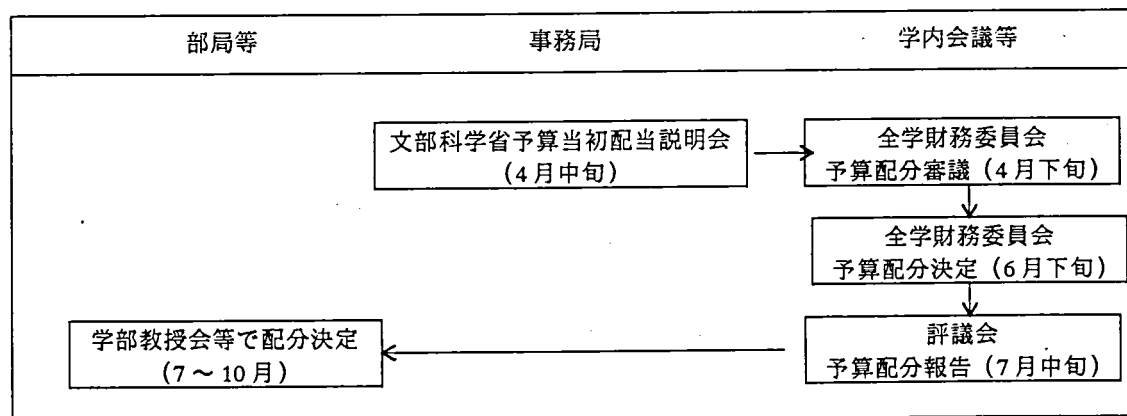 部局等 事務局 学内会議等
文部科学省予算当初配当説明会
(4月中旬)
全学財務委員会
予算配分審議(4月下旬)
全学財務委員会
予算配分決定(6月下旬)
評議会
予算配分報告(7月中旬)
学部教授会等で配分決定
(7〜10月)